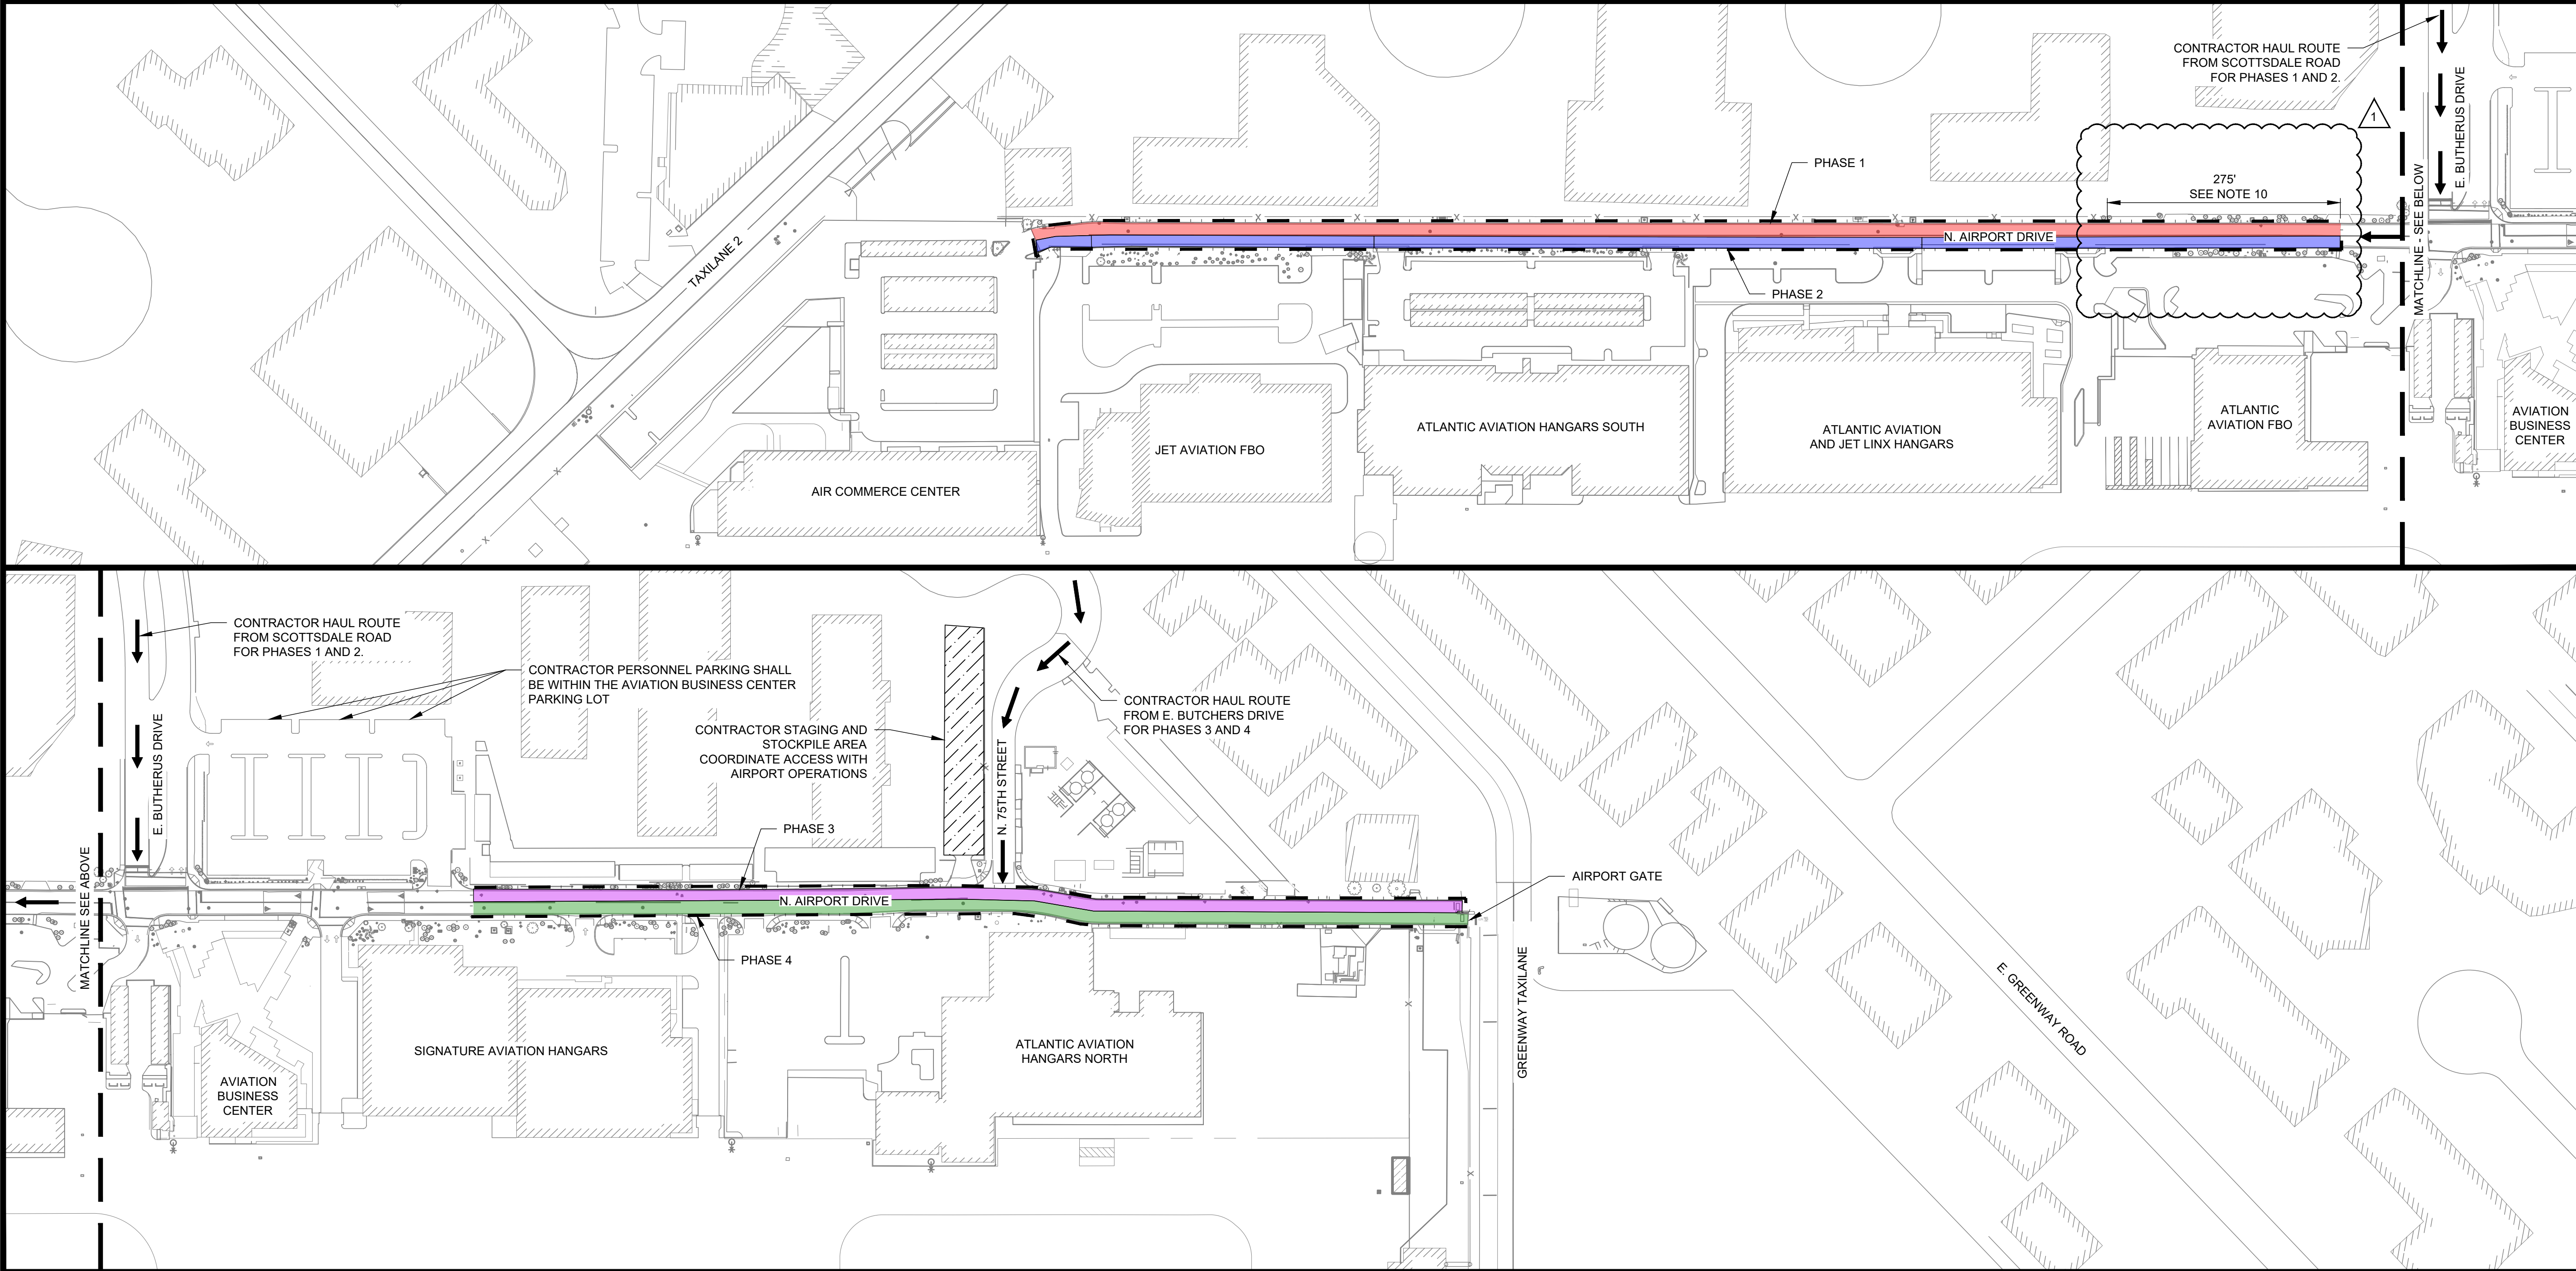 CONTRACTOR HAUL ROUTE
FROM SCOTTSDALE ROAD
FOR PHASES 1 AND 2.
E. BUTHERUS DRIVE
1
PHASE 1
275'
SEE NOTE 10
MATCHLINE - SEE BELOW
TAXILANE 2
N. AIRPORT DRIVE
PHASE 2
AIR COMMERCE CENTER
JET AVIATION FBO
ATLANTIC AVIATION HANGARS SOUTH
ATLANTIC AVIATION
AND JET LINX HANGARS
ATLANTIC
AVIATION FBO
AVIATION
BUSINESS
CENTER
CONTRACTOR HAUL ROUTE
FROM SCOTTSDALE ROAD
FOR PHASES 1 AND 2.
CONTRACTOR PERSONNEL PARKING SHALL
BE WITHIN THE AVIATION BUSINESS CENTER
PARKING LOT
CONTRACTOR STAGING AND
STOCKPILE AREA
COORDINATE ACCESS WITH
AIRPORT OPERATIONS
CONTRACTOR HAUL ROUTE
FROM E. BUTCHERS DRIVE
FOR PHASES 3 AND 4
E. BUTHERUS DRIVE
N. 75TH STREET
PHASE 3
MATCHLINE SEE ABOVE
N. AIRPORT DRIVE
AIRPORT GATE
PHASE 4
GREENWAY TAXILANE
E. GREENWAY ROAD
SIGNATURE AVIATION HANGARS
ATLANTIC AVIATION
HANGARS NORTH
AVIATION
BUSINESS
CENTER